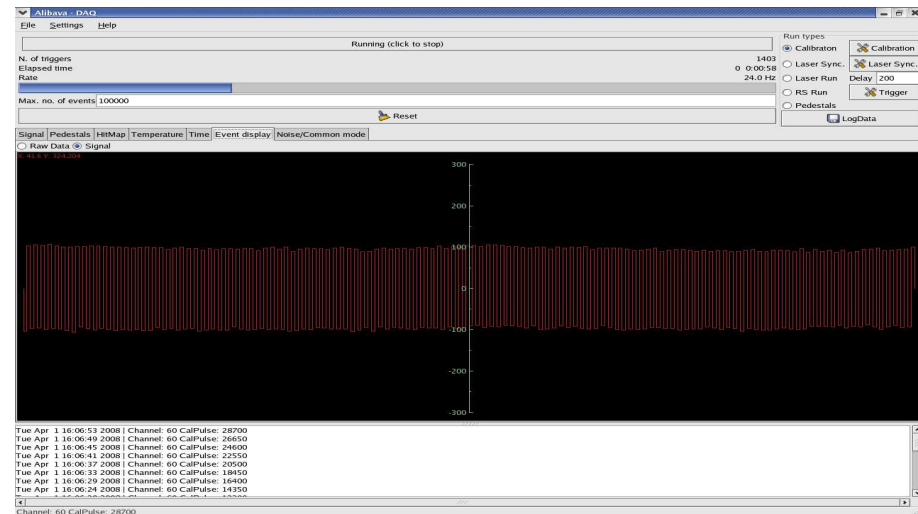 Alibava - DAQ
File Settings Help
Running (click to stop)
N. of triggers 1403
Elapsed time 0 0:00:58
Rate 24.0 Hz
Max. no. of events 100000
Reset
Run types
Calibraton Calibration
Laser Sync. Laser Sync.
Laser Run Delay 200
RS Run Trigger
Pedestals
LogData
Signal Pedestals HitMap Temperature Time Event display Noise/Common mode
Raw Data Signal
X: 41.6 Y: 324.204
300
200
100
0
-100
-200
-300
Tue Apr 1 16:06:53 2008 | Channel: 60 CalPulse: 28700
Tue Apr 1 16:06:49 2008 | Channel: 60 CalPulse: 26650
Tue Apr 1 16:06:45 2008 | Channel: 60 CalPulse: 24600
Tue Apr 1 16:06:41 2008 | Channel: 60 CalPulse: 22550
Tue Apr 1 16:06:37 2008 | Channel: 60 CalPulse: 20500
Tue Apr 1 16:06:33 2008 | Channel: 60 CalPulse: 18450
Tue Apr 1 16:06:29 2008 | Channel: 60 CalPulse: 16400
Tue Apr 1 16:06:24 2008 | Channel: 60 CalPulse: 14350
Channel: 60 CalPulse: 28700